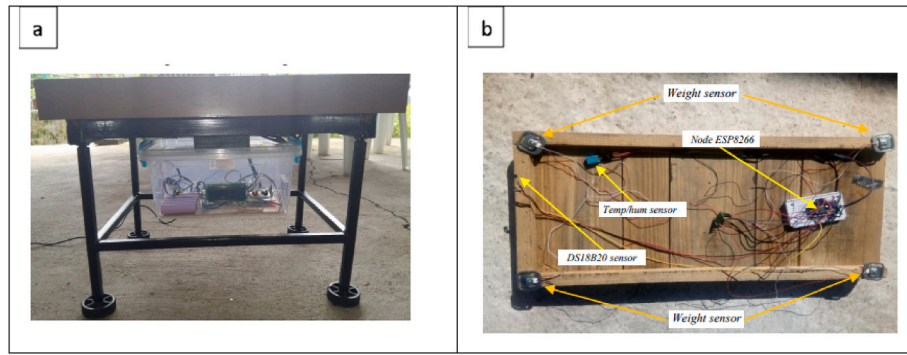 a
b
Weight sensor
Node ESP8266
Temp/hum sensor
DS18B20 sensor
Weight sensor